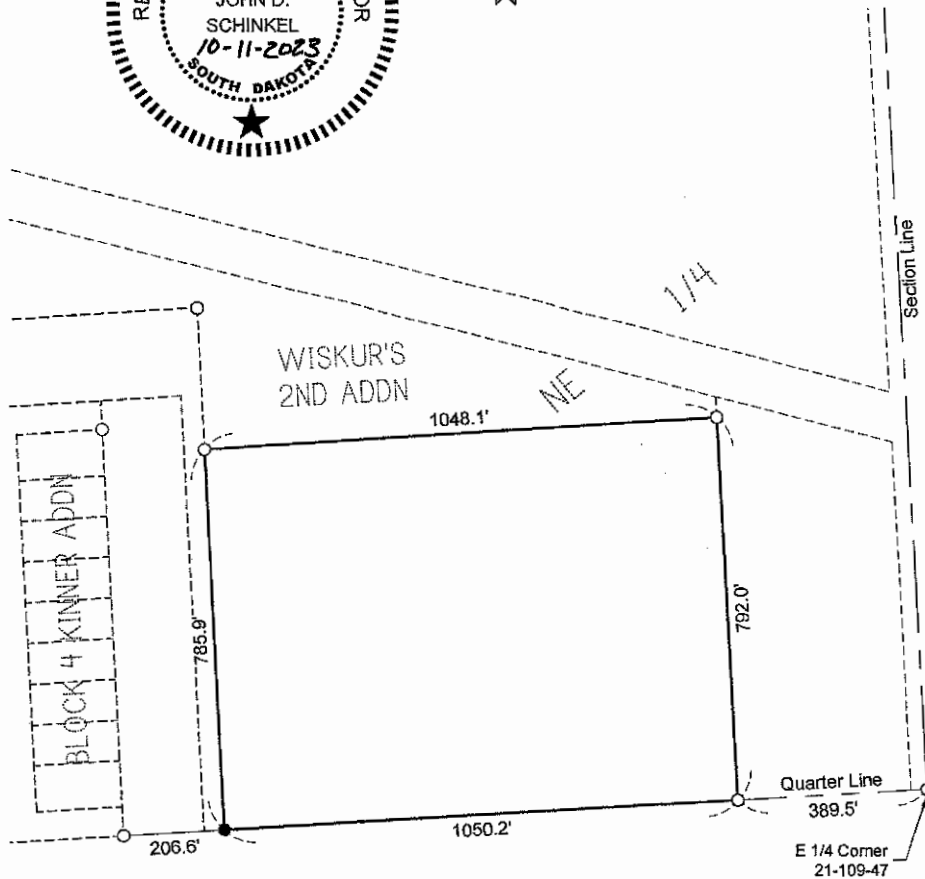 JOHN D.
SCHINKEL
10-11-2023
SOUTH DAKOTA
Section Line
1/4
WISKUR'S
2ND ADDN
NE
1048.1'
BLOCK 4 KINNER ADDN
785.9'
792.0'
Quarter Line
389.5'
1050.2'
206.6'
E 1/4 Corner
21-109-47